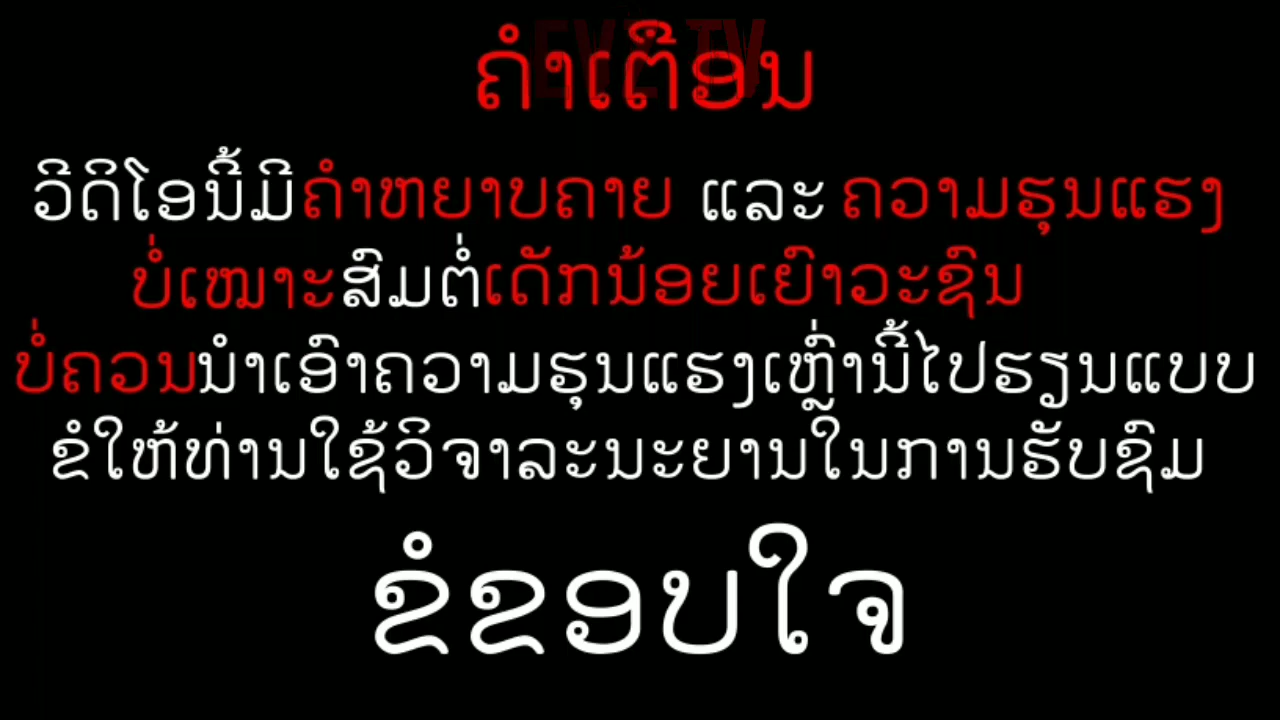 EVZ TV
ຄຳເຕືອນ
ວີດິໂອນີ້ມີຄຳຫຍາບຄາຍ ແລະ ຄວາມຮຸນແຮງ
ບໍ່ເໝາະສົມຕໍ່ເດັກນ້ອຍເຍົາວະຊົນ
ບໍ່ຄວນນຳເອົາຄວາມຮຸນແຮງເຫຼົ່ານີ້ໄປຮຽນແບບ
ຂໍໃຫ້ທ່ານໃຊ້ວິຈາລະນະຍານໃນການຮັບຊົມ
ຂໍຂອບໃຈ